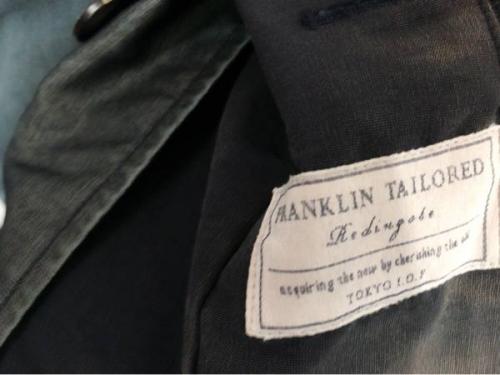 FRANKLIN TAILORED
Redingote
acquiring the new by cherishing the old
TOKYO I.O.F